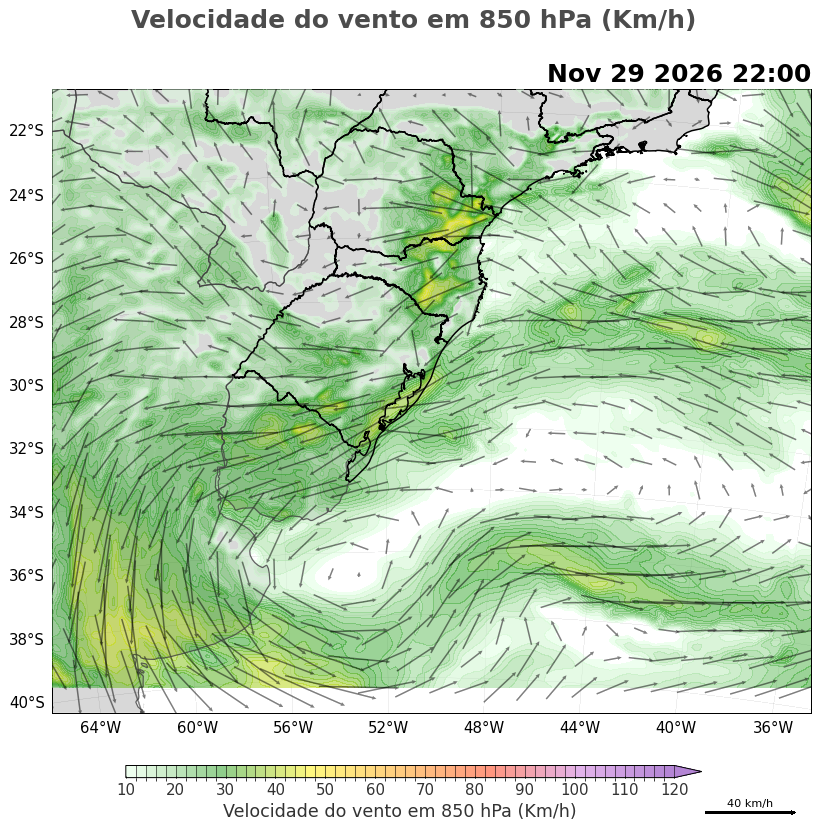 Velocidade do vento em 850 hPa (Km/h)
Nov 29 2026 22:00
22°S
24°S
26°S
28°S
30°S
32°S
34°S
36°S
38°S
40°S
64°W 60°W 56°W 52°W 48°W 44°W 40°W 36°W
10 20 30 40 50 60 70 80 90 100 110 120
40 km/h
Velocidade do vento em 850 hPa (Km/h)